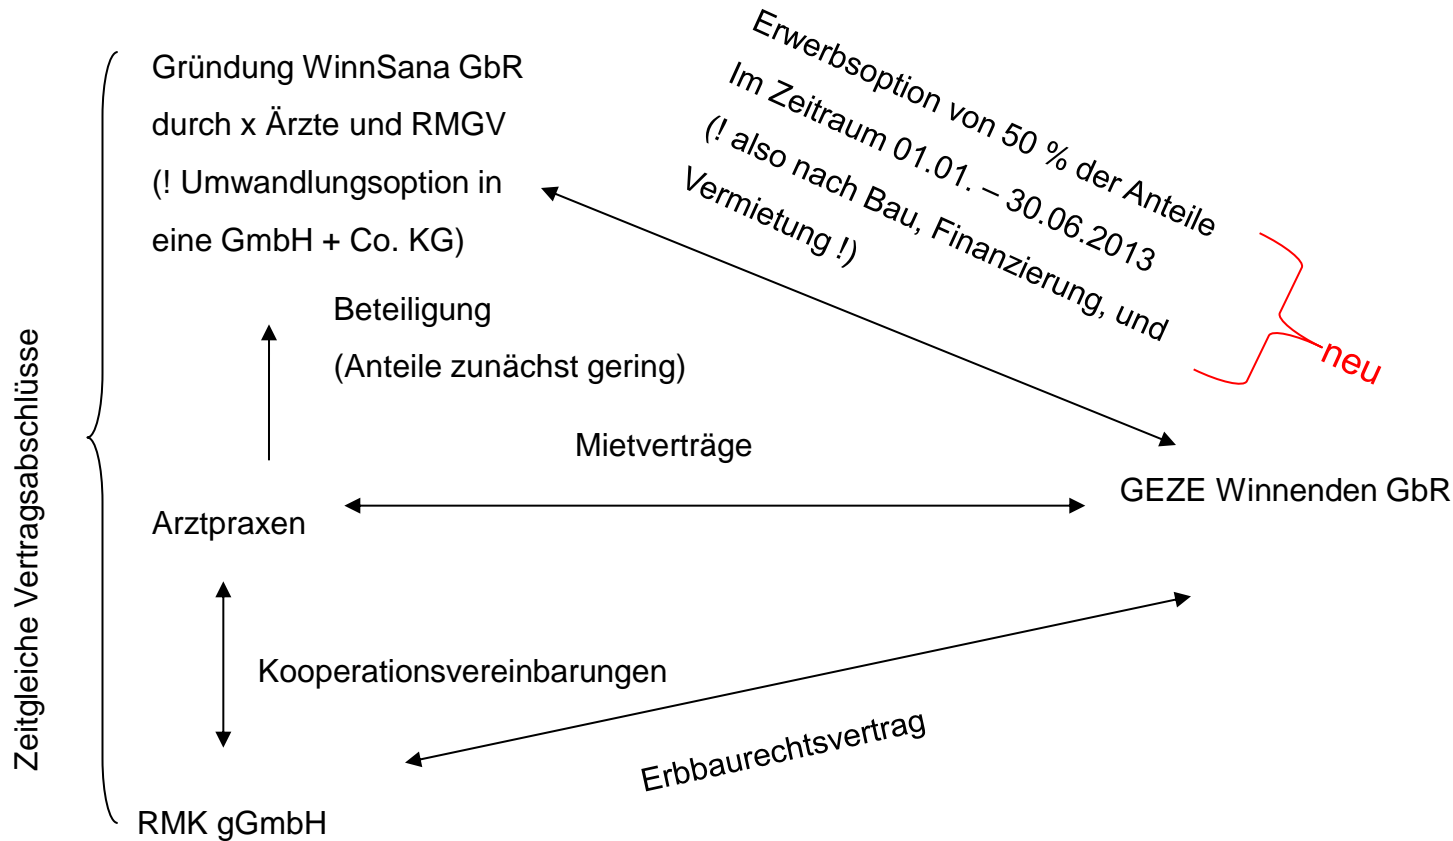 Zeitgleiche Vertragsabschlüsse
Gründung WinnSana GbR
durch x Ärzte und RMGV
(! Umwandlungsoption in
eine GmbH + Co. KG)
Erwerbsoption von 50 % der Anteile
Im Zeitraum 01.01. – 30.06.2013
(! also nach Bau, Finanzierung, und
Vermietung !)
neu
Beteiligung
(Anteile zunächst gering)
Mietverträge
GEZE Winnenden GbR
Arztpraxen
Kooperationsvereinbarungen
Erbbaurechtsvertrag
RMK gGmbH